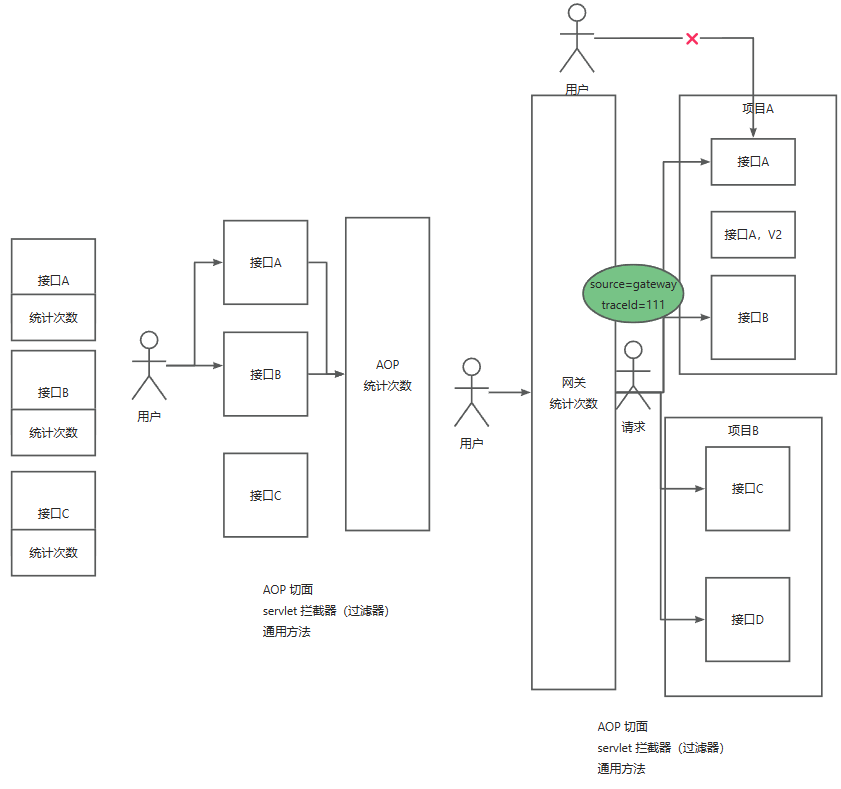 接口A
统计次数
接口B
统计次数
接口C
统计次数
用户
接口A
接口B
接口C
AOP
统计次数
AOP 切面
servlet 拦截器（过滤器）
通用方法
用户
用户
网关
统计次数
source=gateway
traceId=111
请求
项目A
接口A
接口A，V2
接口B
项目B
接口C
接口D
AOP 切面
servlet 拦截器（过滤器）
通用方法